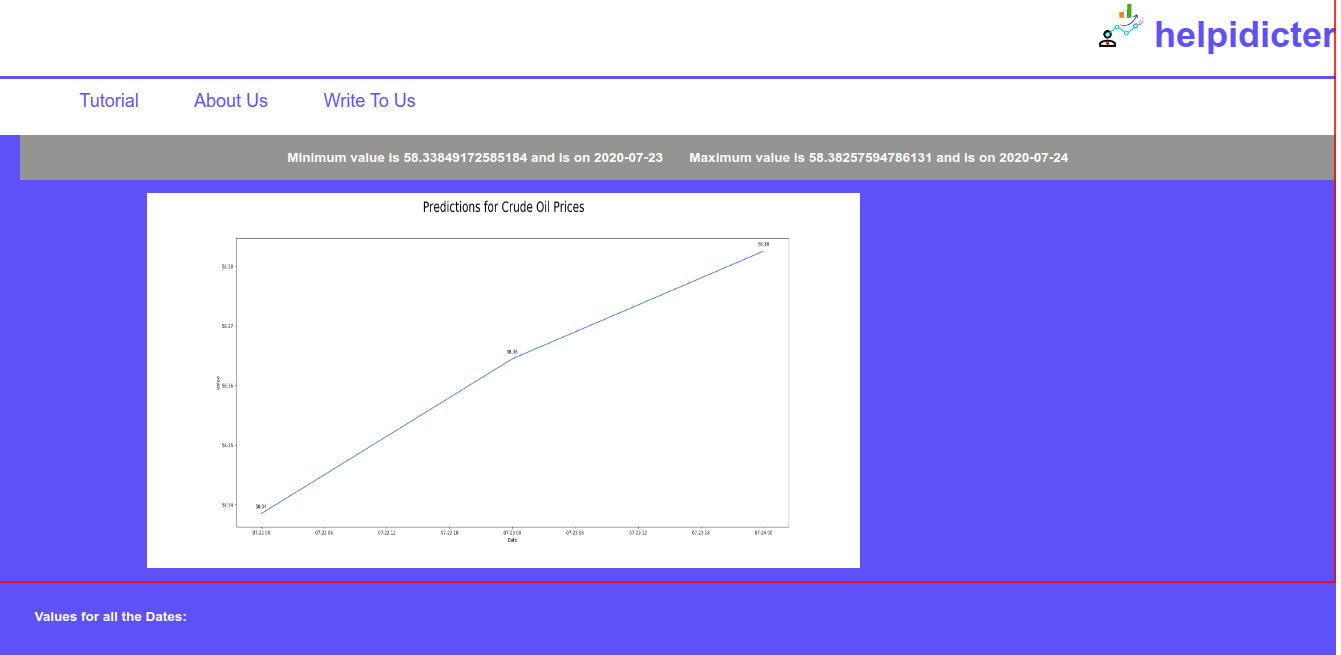 helpidicter
Tutorial About Us Write To Us
Minimum value is 58.33849172585184 and is on 2020-07-23 Maximum value is 58.38257594786131 and is on 2020-07-24
Predictions for Crude Oil Prices
58.38
58.38
58.37
58.36
Value
58.36
58.35
58.34
58.34
07-22 00 07-22 06 07-22 12 07-22 18 07-23 00 07-23 06 07-23 12 07-23 18 07-24 00
Date
Values for all the Dates: